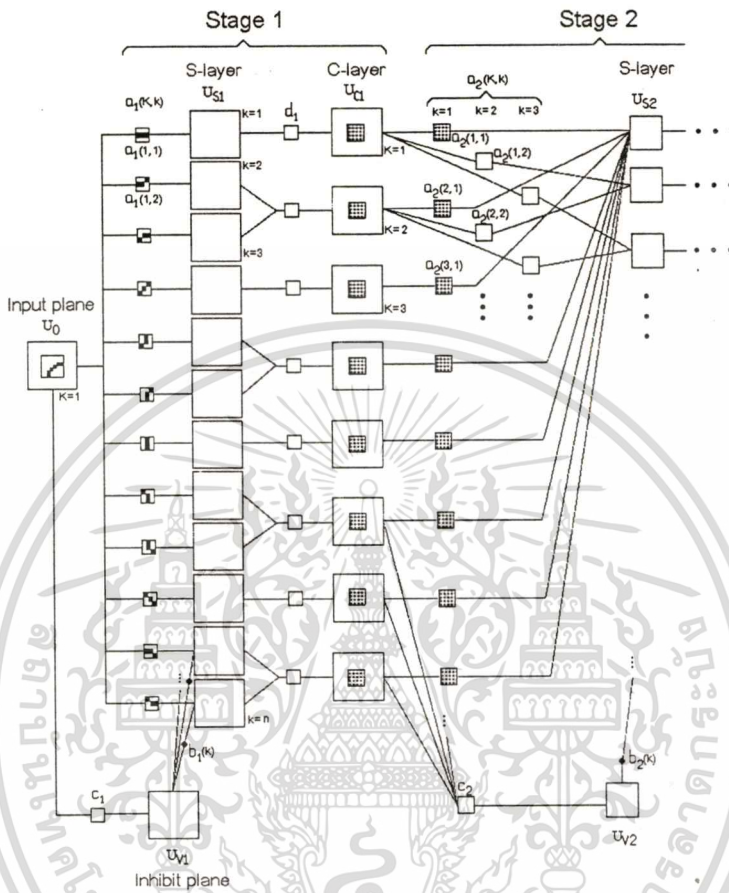 Stage 1
Stage 2
S-layer
U_S1
C-layer
U_C1
S-layer
U_S2
a_1(K,k)
a_2(K,k)
k=1
k=2
k=3
k=1
d_1
K=1
a_1(1,1)
a_2(1,1)
a_2(1,2)
k=2
a_1(1,2)
a_2(2,1)
a_2(2,2)
k=3
K=2
a_2(3,1)
K=3
Input plane
U_0
K=1
k=n
b_1(k)
b_2(k)
c_1
c_2
U_V1
U_V2
Inhibit plane